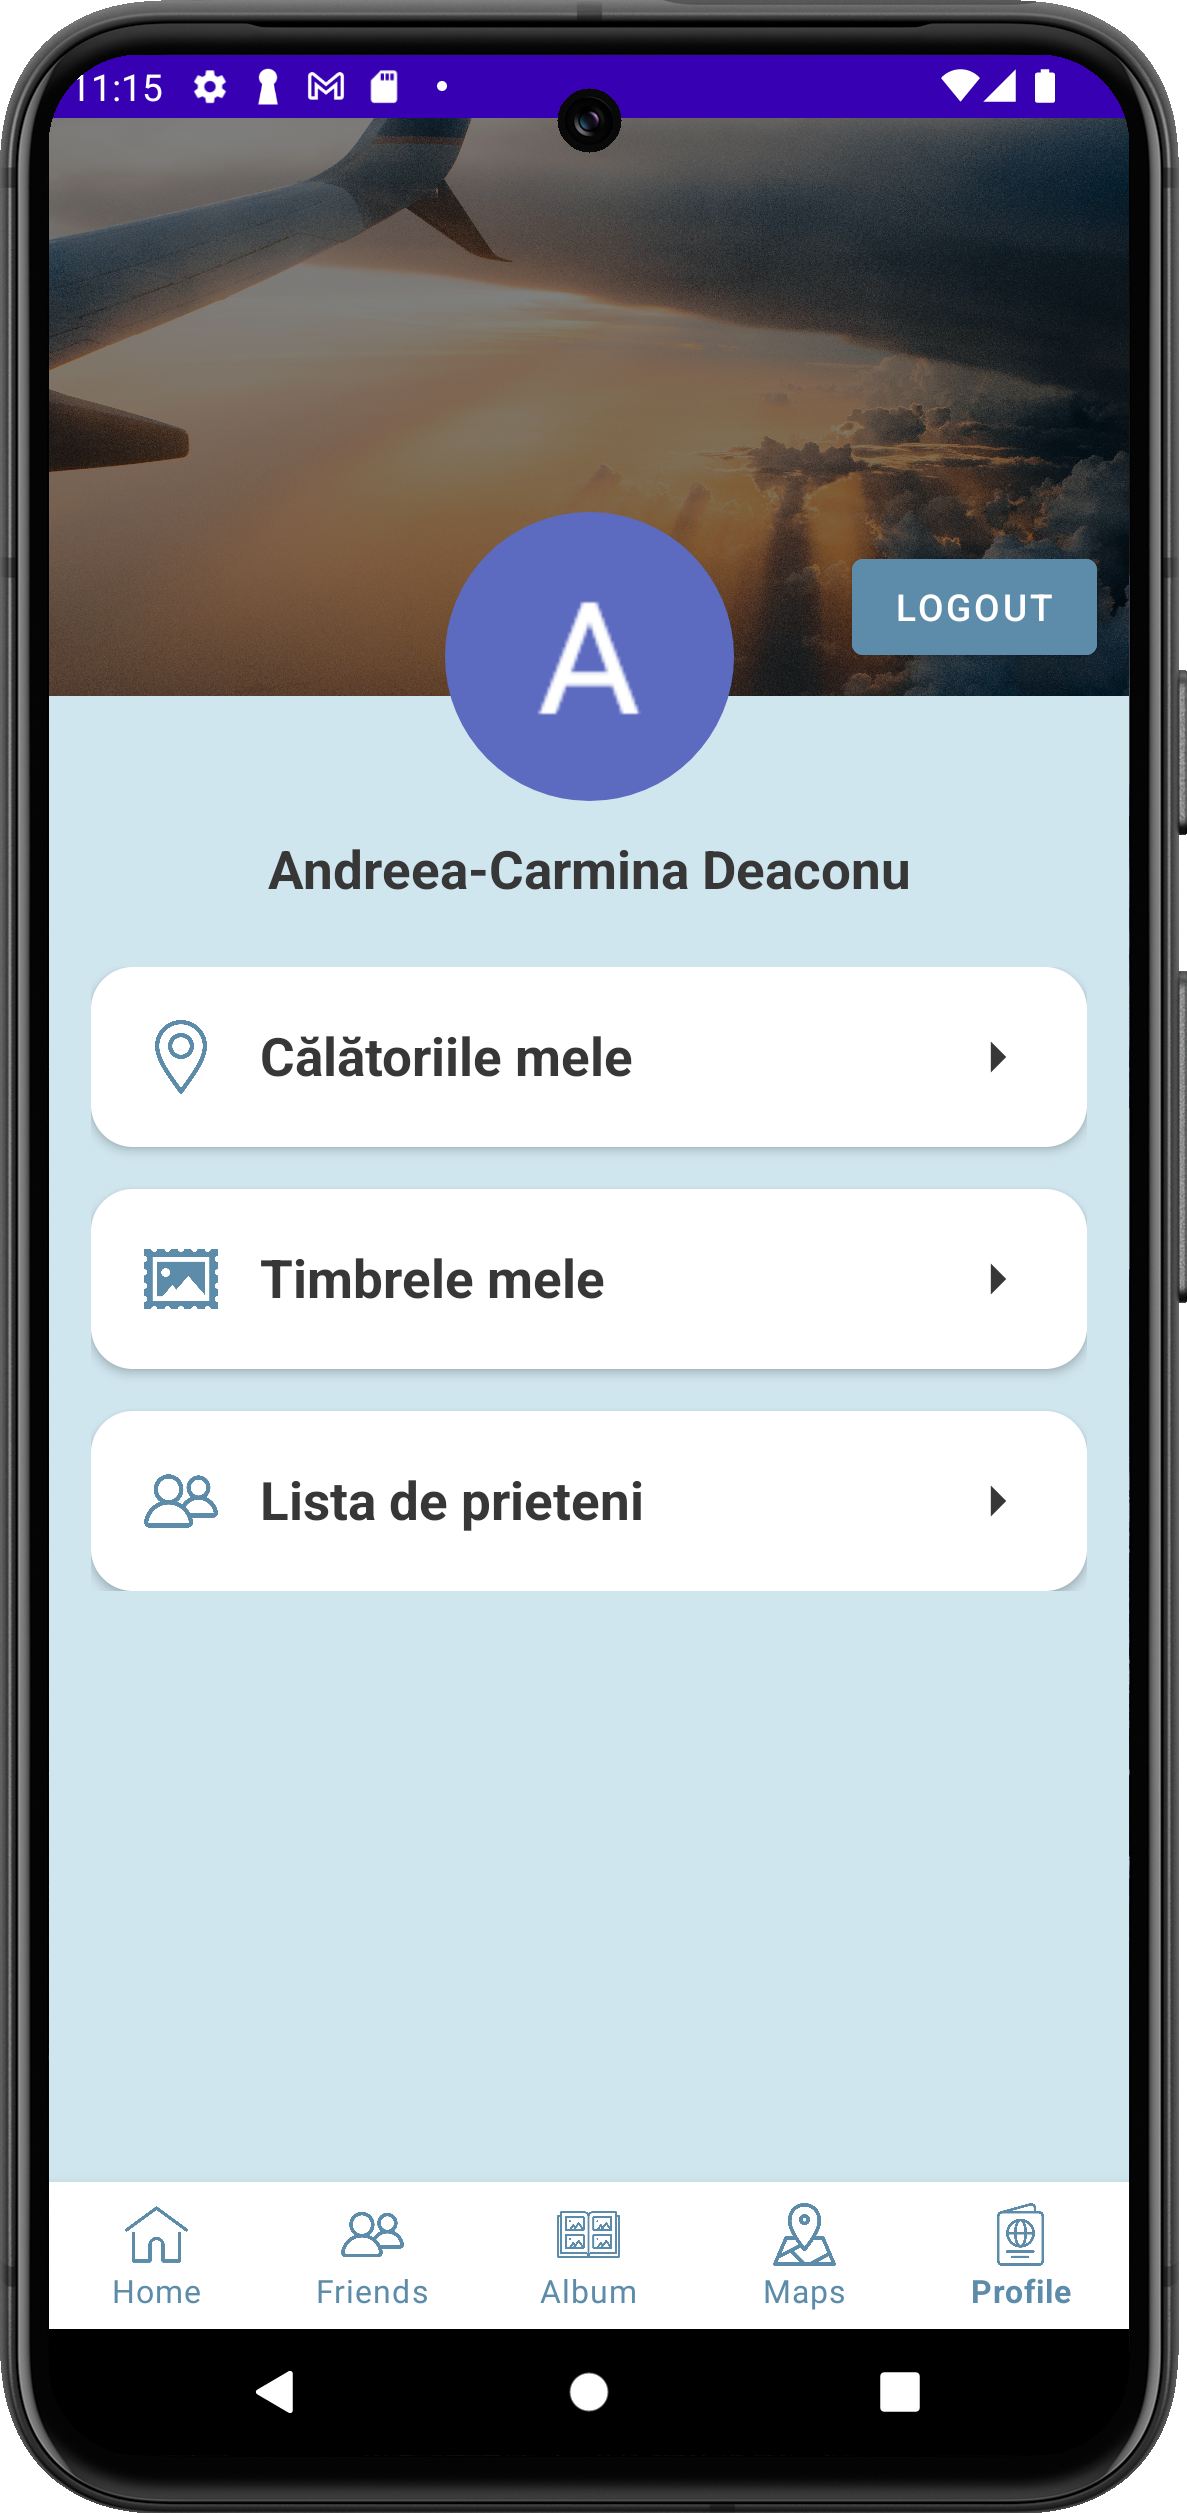 11:15
LOGOUT
A
Andreea-Carmina Deaconu
Călătoriile mele
Timbrele mele
Lista de prieteni
Home Friends Album Maps Profile